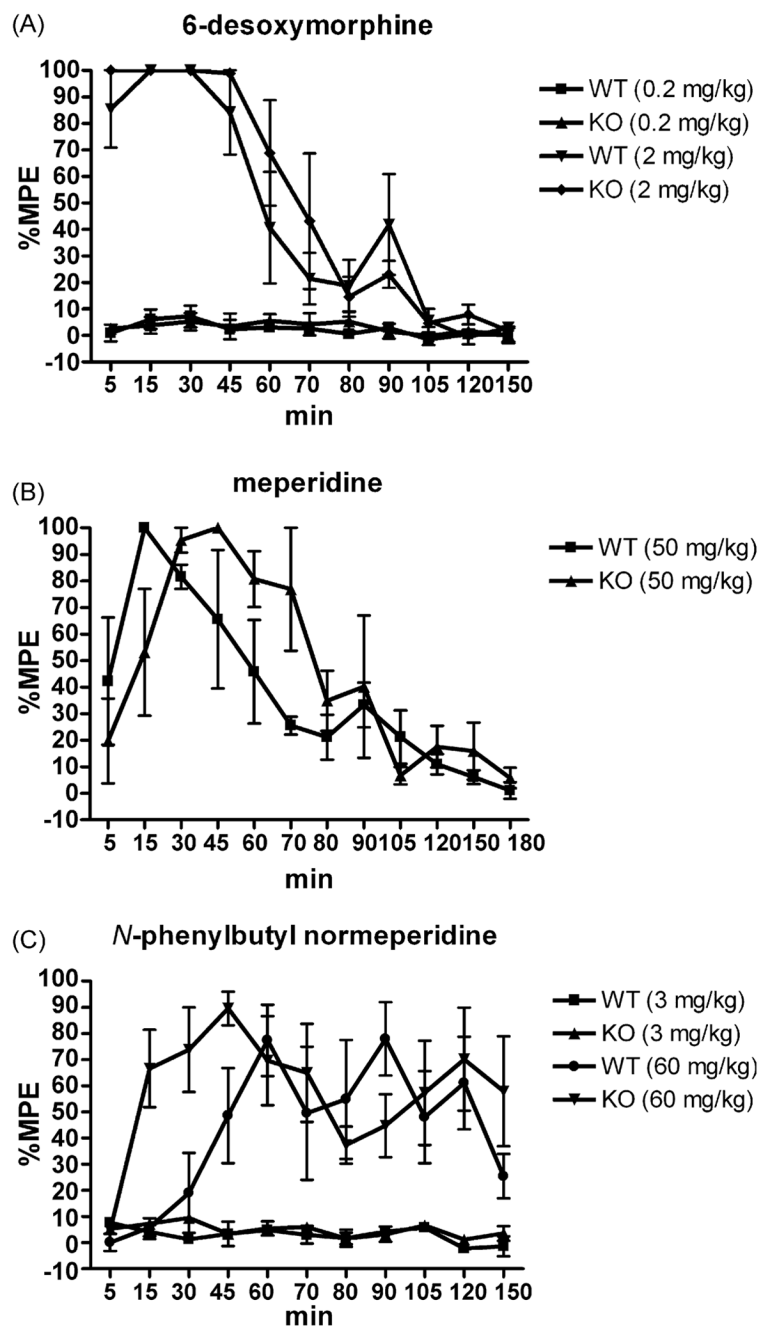 (A)
6-desoxymorphine
100
90
80
70
60
50
40
30
20
10
0
-10
%MPE
5 15 30 45 60 70 80 90 105 120 150
min
WT (0.2 mg/kg)
KO (0.2 mg/kg)
WT (2 mg/kg)
KO (2 mg/kg)
(B)
meperidine
100
90
80
70
60
50
40
30
20
10
0
-10
%MPE
5 15 30 45 60 70 80 90 105 120 150 180
min
WT (50 mg/kg)
KO (50 mg/kg)
(C)
N-phenylbutyl normeperidine
100
90
80
70
60
50
40
30
20
10
0
-10
%MPE
5 15 30 45 60 70 80 90 105 120 150
min
WT (3 mg/kg)
KO (3 mg/kg)
WT (60 mg/kg)
KO (60 mg/kg)